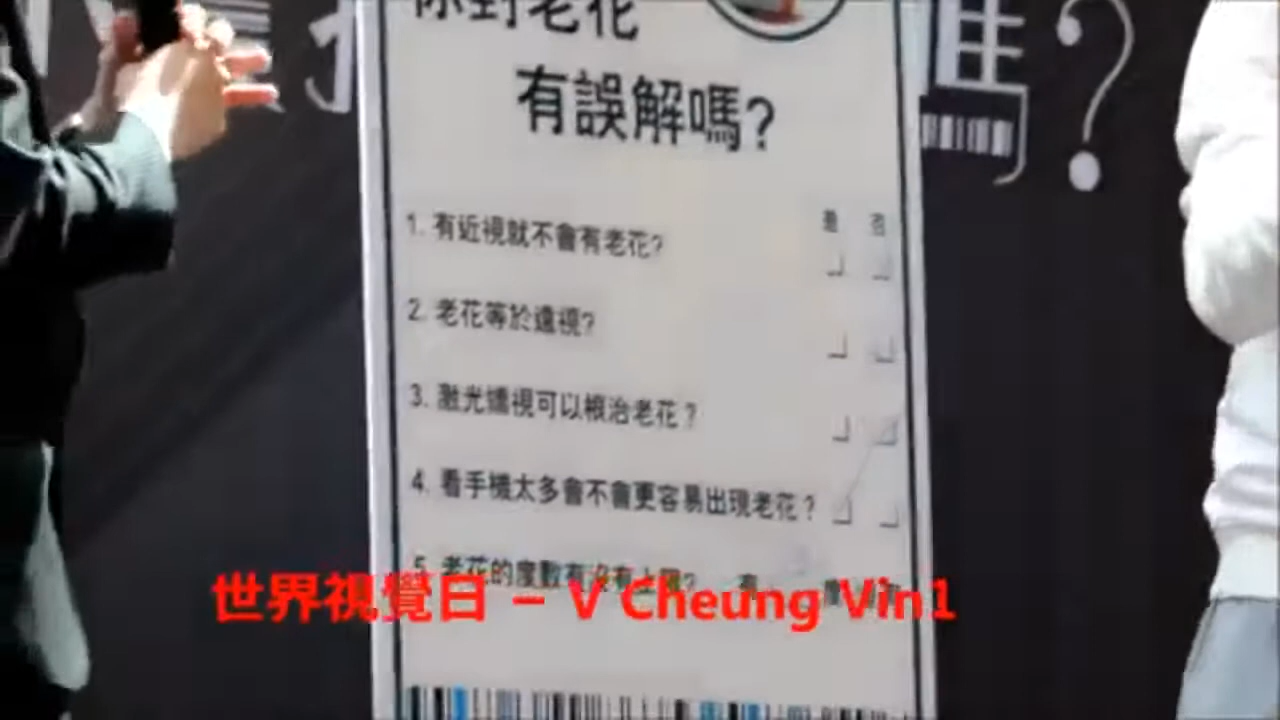 你對老花
有誤解嗎?
是 否
1. 有近視就不會有老花?
2. 老花等於遠視?
3. 激光矯視可以根治老花?
4. 看手機太多會不會更容易出現老花?
5. 老花的度數有沒有上限? 有
世界視覺日 – V Cheung Vin1